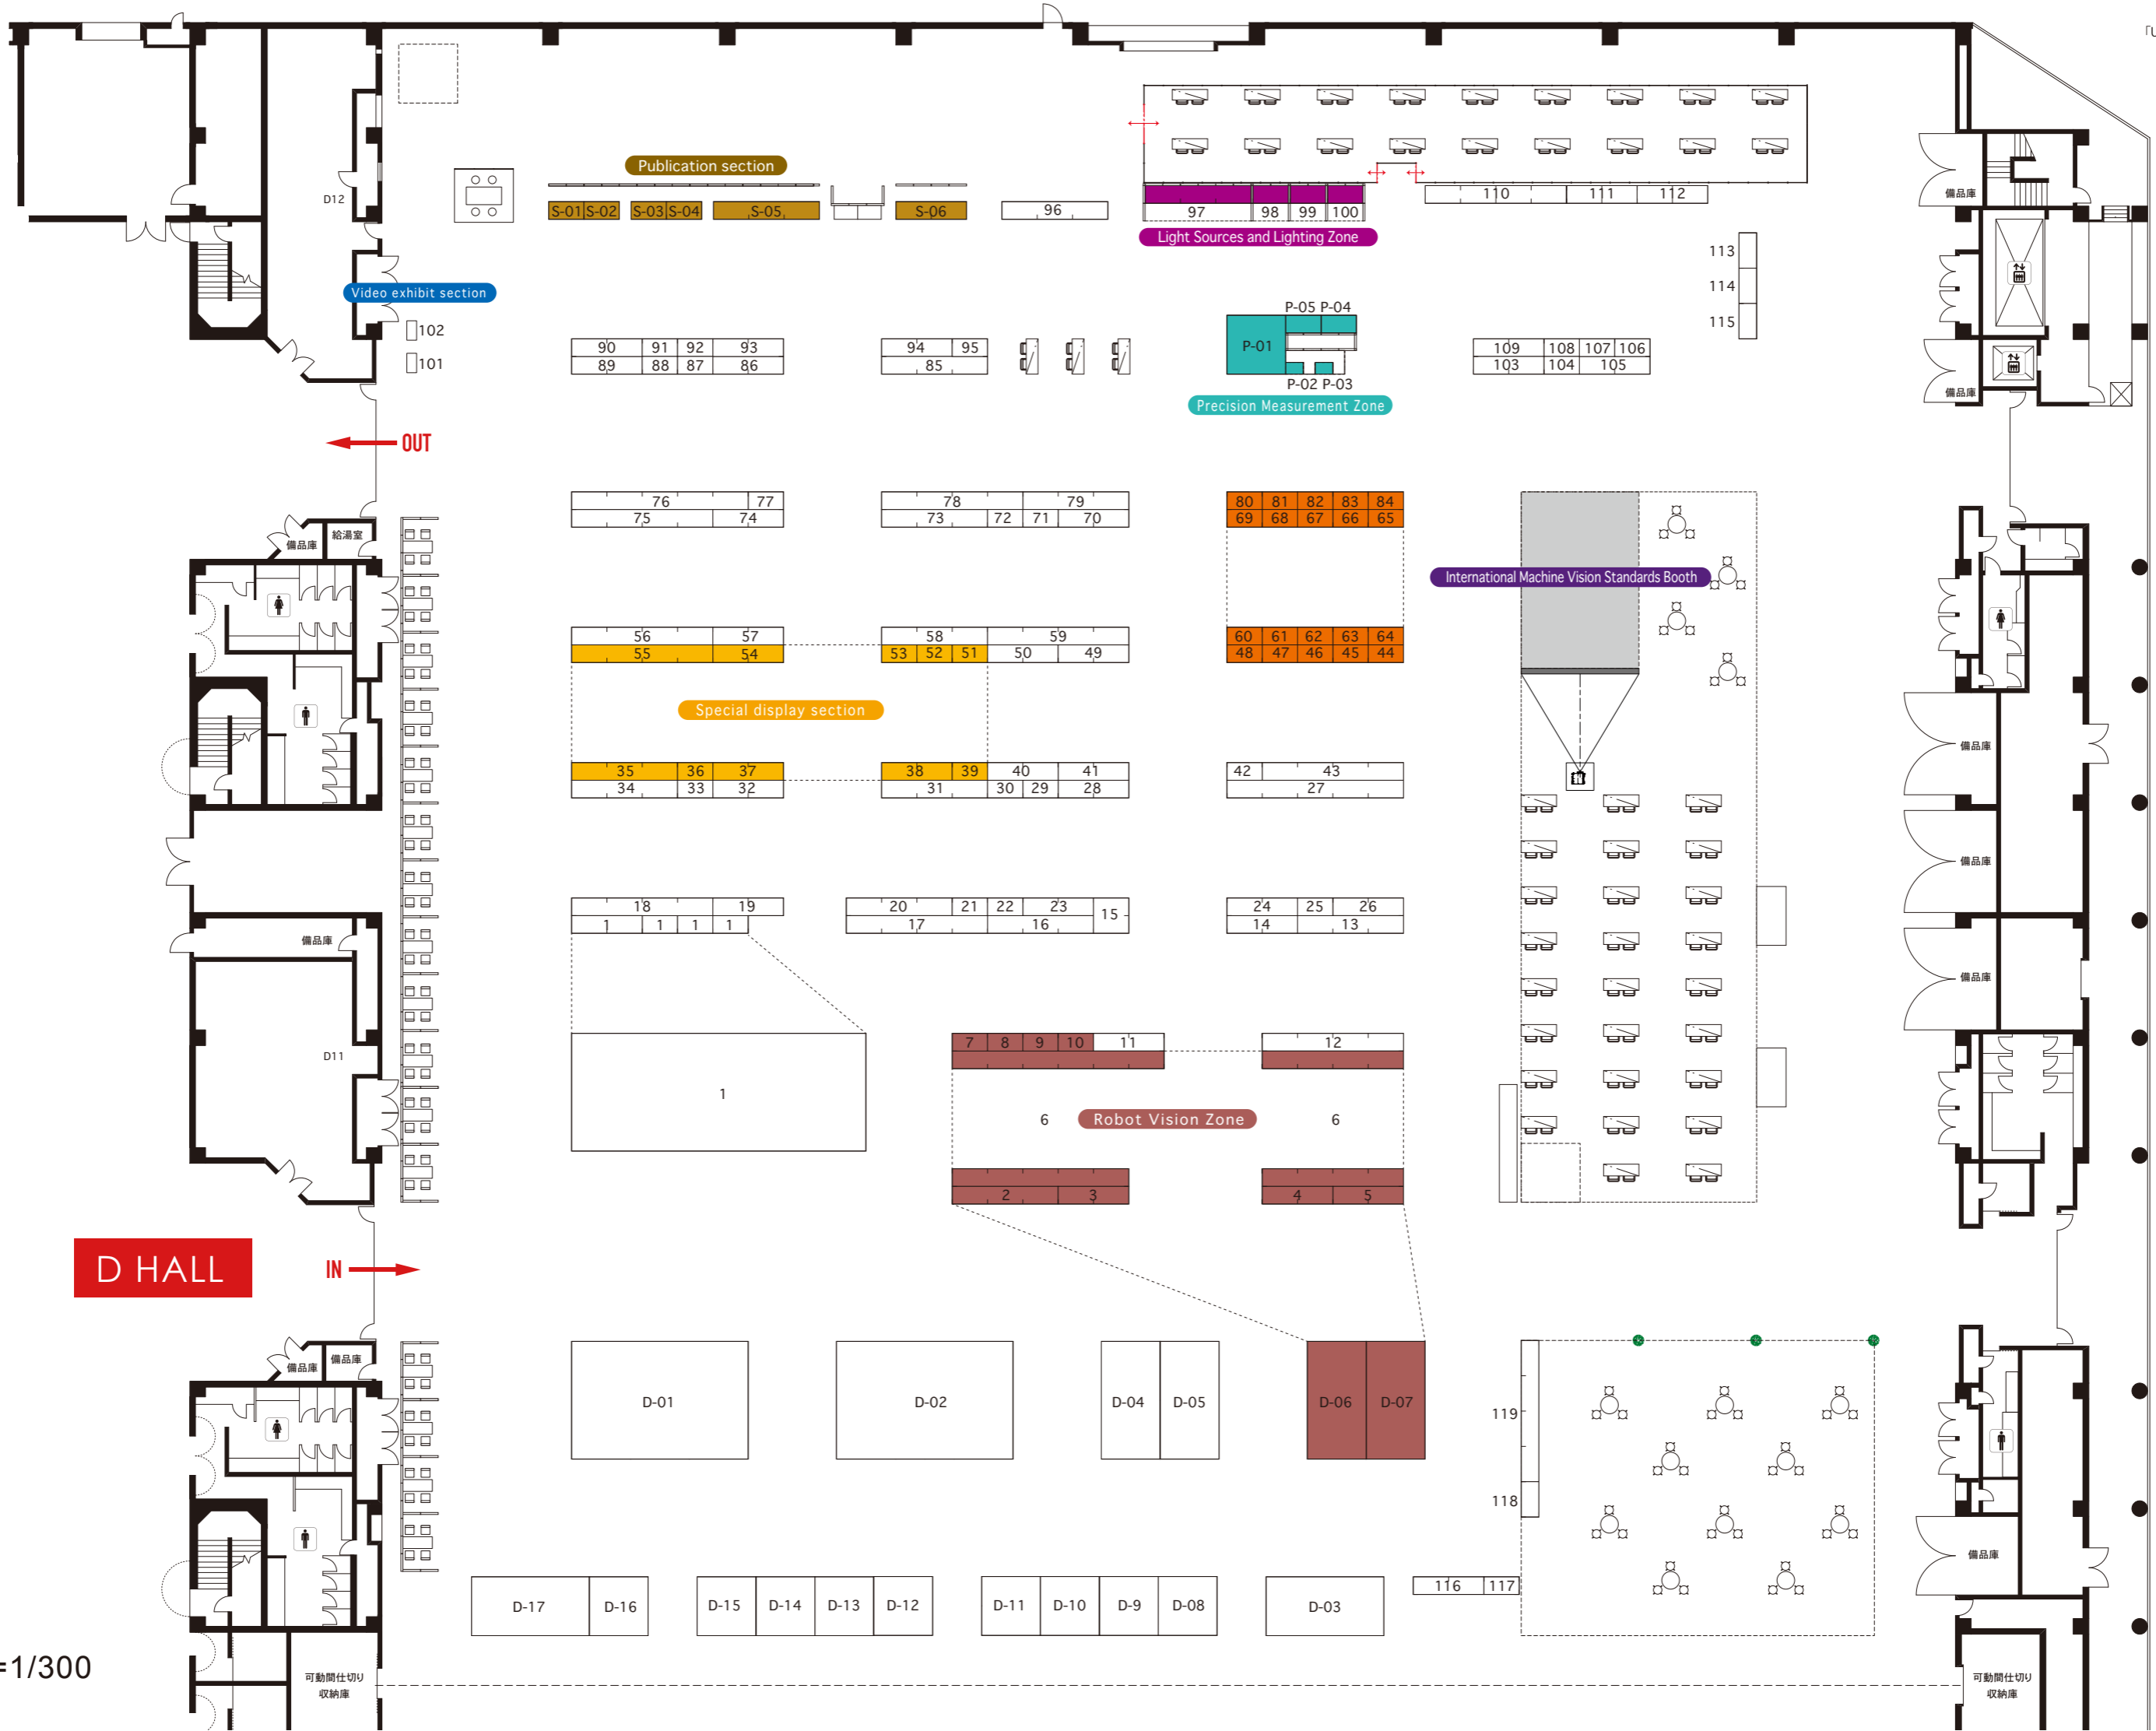 「U
備品庫
D12
Publication section
S-01 S-02 S-03 S-04 S-05 S-06 96
97 98 99 100
110 111 112
Light Sources and Lighting Zone
Video exhibit section
113
114
115
102
101
P-05 P-04
P-01
P-02 P-03
Precision Measurement Zone
90 91 92 93 94 95 109 108 107 106
89 88 87 86 85 103 104 105
備品庫
OUT
76 77 78 79 80 81 82 83 84
75 74 73 72 71 70 69 68 67 66 65
備品庫
給湯室
International Machine Vision Standards Booth
56 57 58 59 60 61 62 63 64
55 54 53 52 51 50 49 48 47 46 45 44
Special display section
備品庫
35 36 37 38 39 40 41 42 43
34 33 32 31 30 29 28 27
備品庫
18 19 20 21 22 23 15 24 25 26
1 1 1 1 17 16 14 13
備品庫
備品庫
D11
7 8 9 10 11 12
1
6
Robot Vision Zone
6
2 3 4 5
D HALL
IN
備品庫
備品庫
D-01
D-02
D-04
D-05
D-06
D-07
119
118
備品庫
116 117
D-17 D-16 D-15 D-14 D-13 D-12 D-11 D-10 D-9 D-08 D-03
=1/300
可動間仕切り
収納庫
可動間仕切り
収納庫